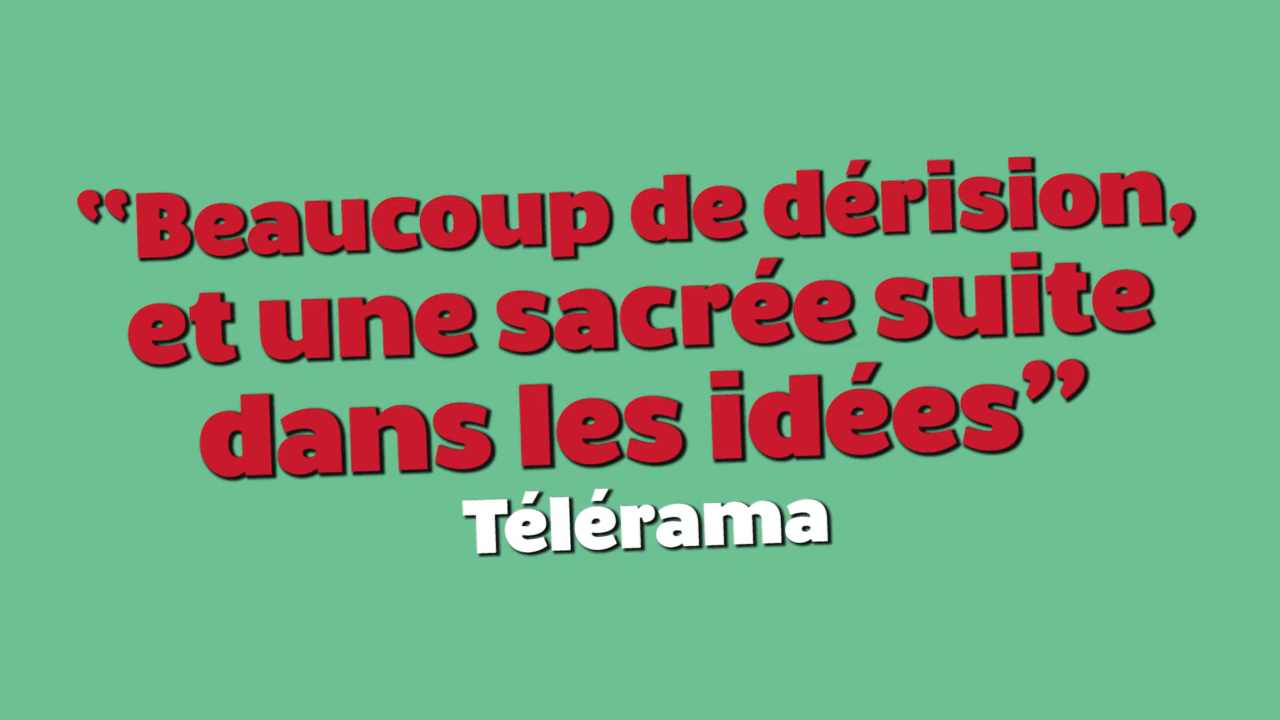 “Beaucoup de dérision,
et une sacrée suite
dans les idées”
Télérama